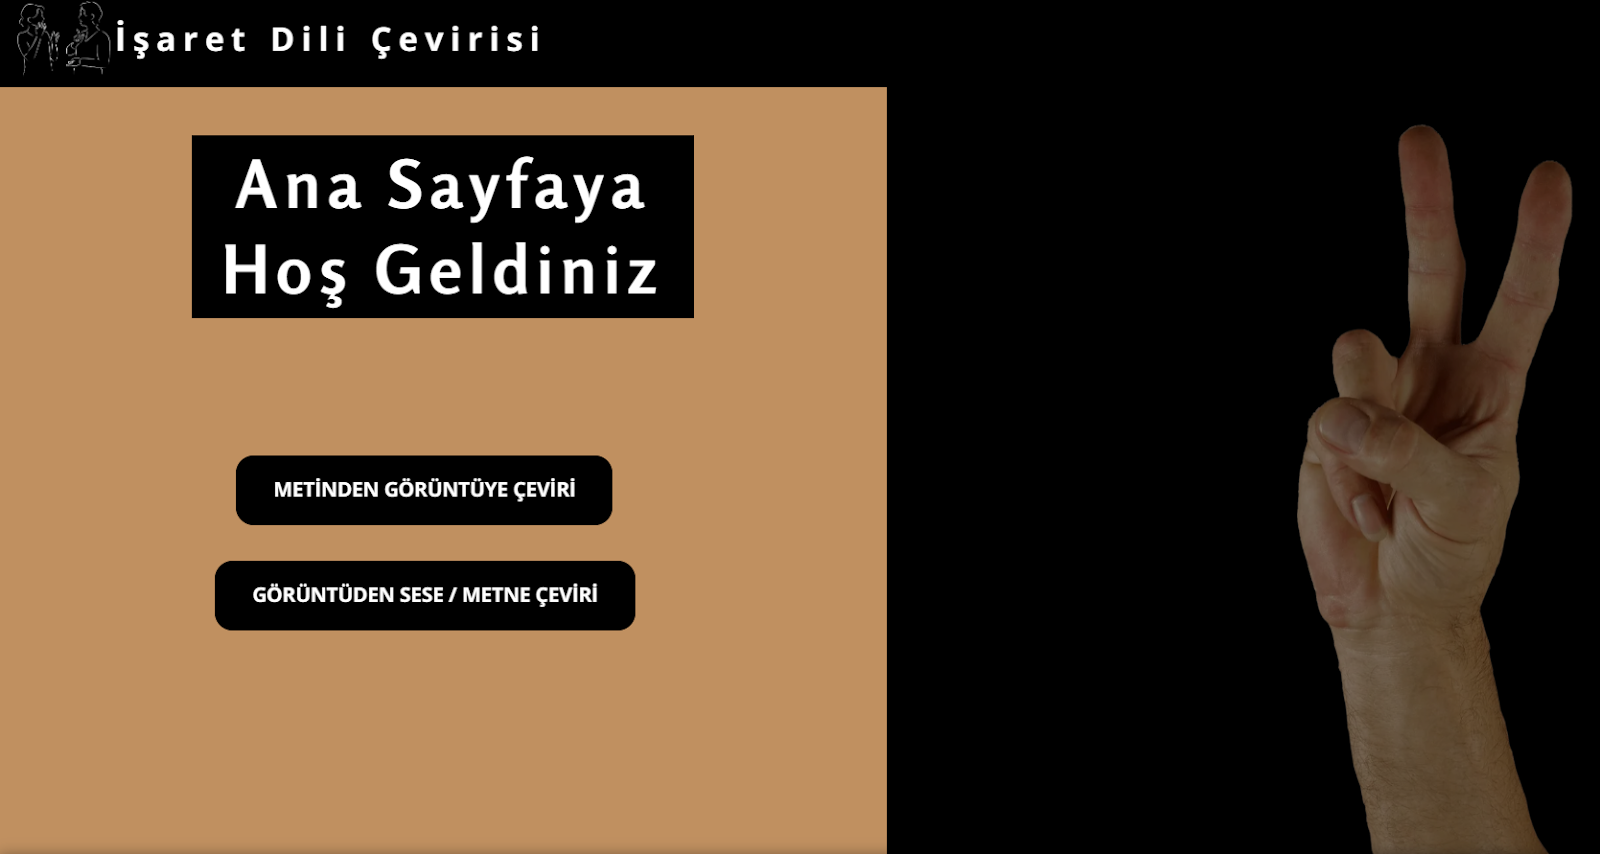 İşaret Dili Çevirisi
Ana Sayfaya
Hoş Geldiniz
METİNDEN GÖRÜNTÜYE ÇEVİRİ
GÖRÜNTÜDEN SESE / METNE ÇEVİRİ